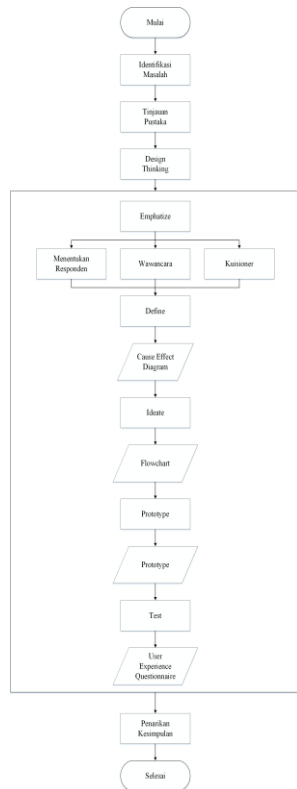 Mulai
Identifikasi
Masalah
Tinjauan
Pustaka
Design
Thinking
Emphatize
Menentukan
Responden
Wawancara
Kuisioner
Define
Cause Effect
Diagram
Ideate
Flowchart
Prototype
Prototype
Test
User
Experience
Questionnaire
Penarikan
Kesimpulan
Selesai